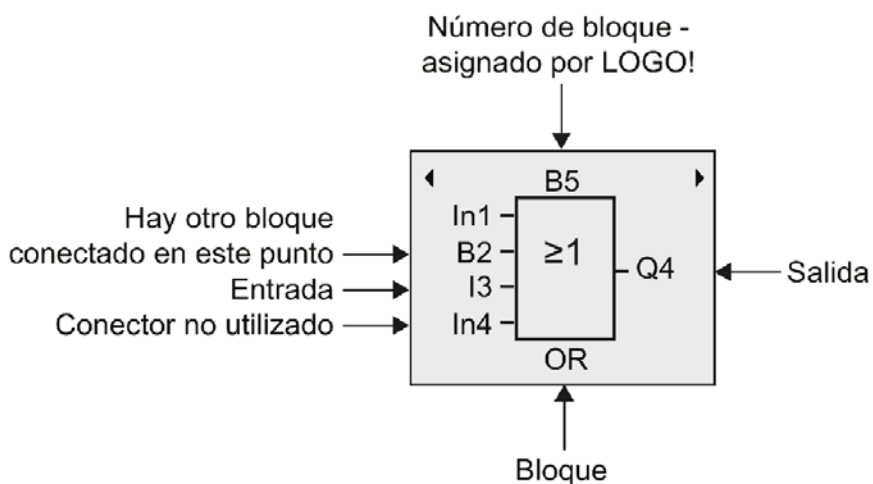 Número de bloque -
asignado por LOGO!
B5
In1
Hay otro bloque
conectado en este punto
B2
≥1
Q4
Salida
Entrada
I3
Conector no utilizado
In4
OR
Bloque